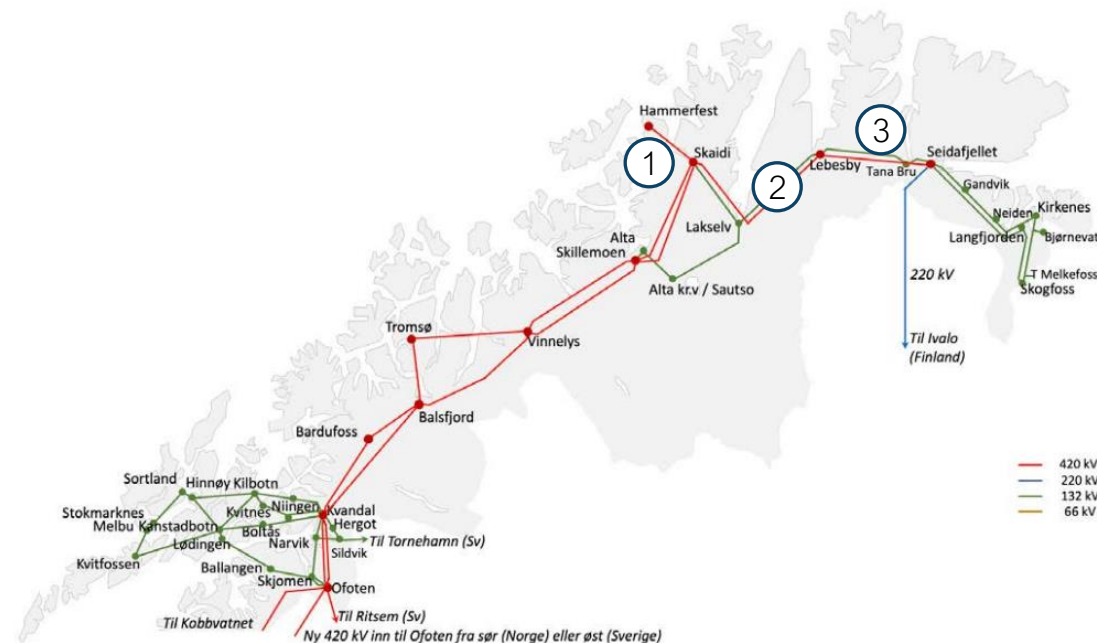 Hammerfest
1
Skaidi
2
3
Lebesby
Tana Bru
Seidafjellet
Gandvik
Neiden
Kirkenes
Langfjorden
Bjørnevat
T Melkefoss
Skogfoss
Lakselv
Alta
Skillemoen
Alta kr.v / Sautso
220 kV
Til Ivalo
(Finland)
Tromsø
Vinnelys
Balsfjord
Bardufoss
Sortland
Hinnøy
Kilbotn
Stokmarknes
Kvitnes
Niingen
Kvandal
Melbu
Kanstadbotn
Boltås
Hergot
Lødingen
Narvik
Sildvik
Til Tornehamn (Sv)
Kvitfossen
Ballangen
Skjomen
Ofoten
Til Kobbvatnet
Til Ritsem (Sv)
Ny 420 kV inn til Ofoten fra sør (Norge) eller øst (Sverige)
420 kV
220 kV
132 kV
66 kV